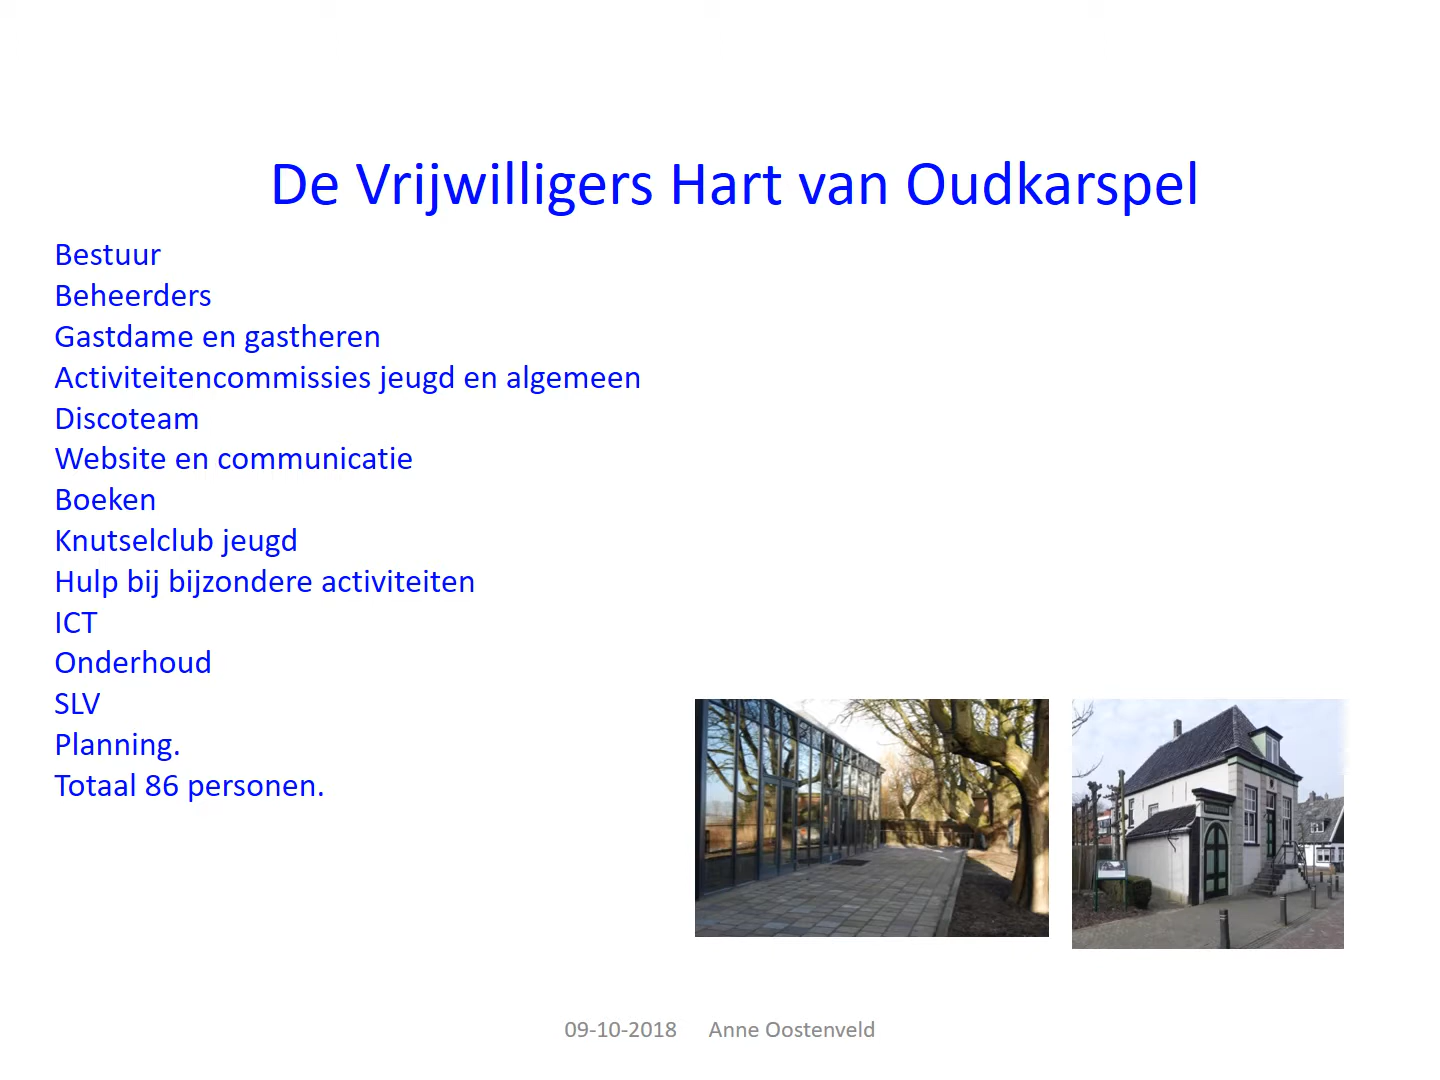 De Vrijwilligers Hart van Oudkarspel
Bestuur
Beheerders
Gastdame en gastheren
Activiteitencommissies jeugd en algemeen
Discoteam
Website en communicatie
Boeken
Knutselclub jeugd
Hulp bij bijzondere activiteiten
ICT
Onderhoud
SLV
Planning.
Totaal 86 personen.
09-10-2018 Anne Oostenveld